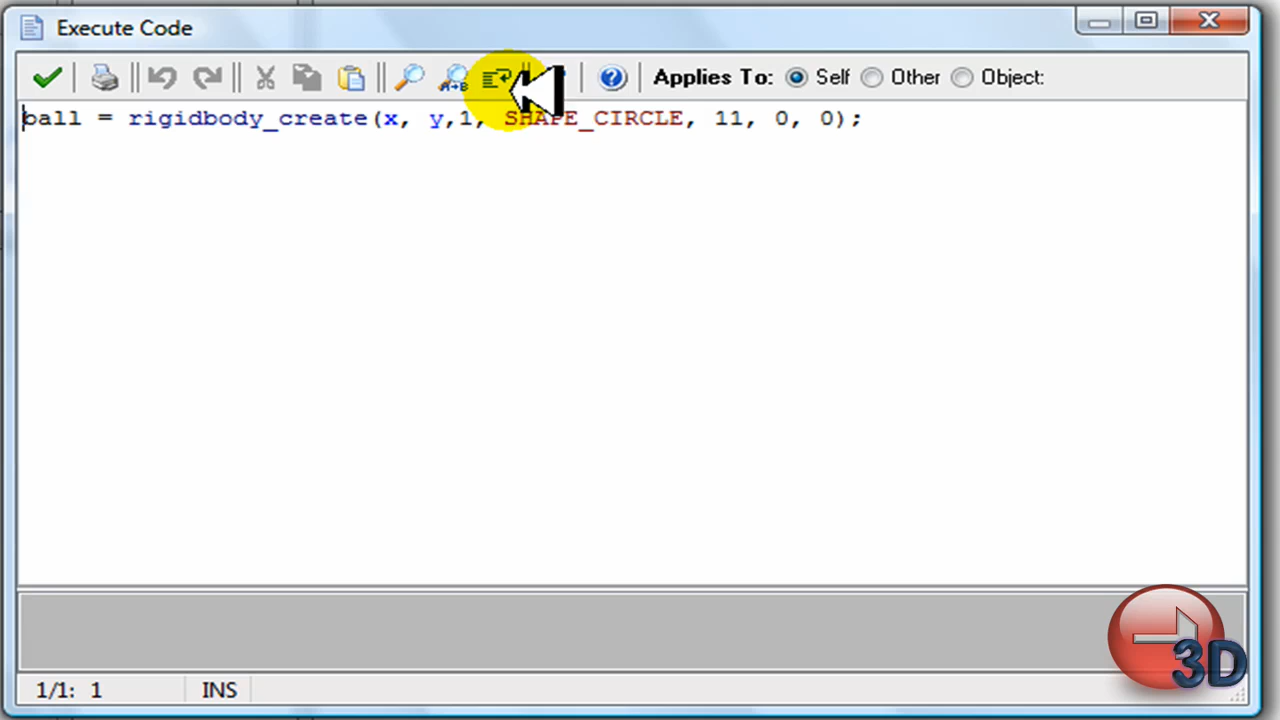 Execute Code
Applies To: Self Other Object:
ball = rigidbody_create(x, y,1, SHAPE_CIRCLE, 11, 0, 0);
3D
1/1: 1 INS